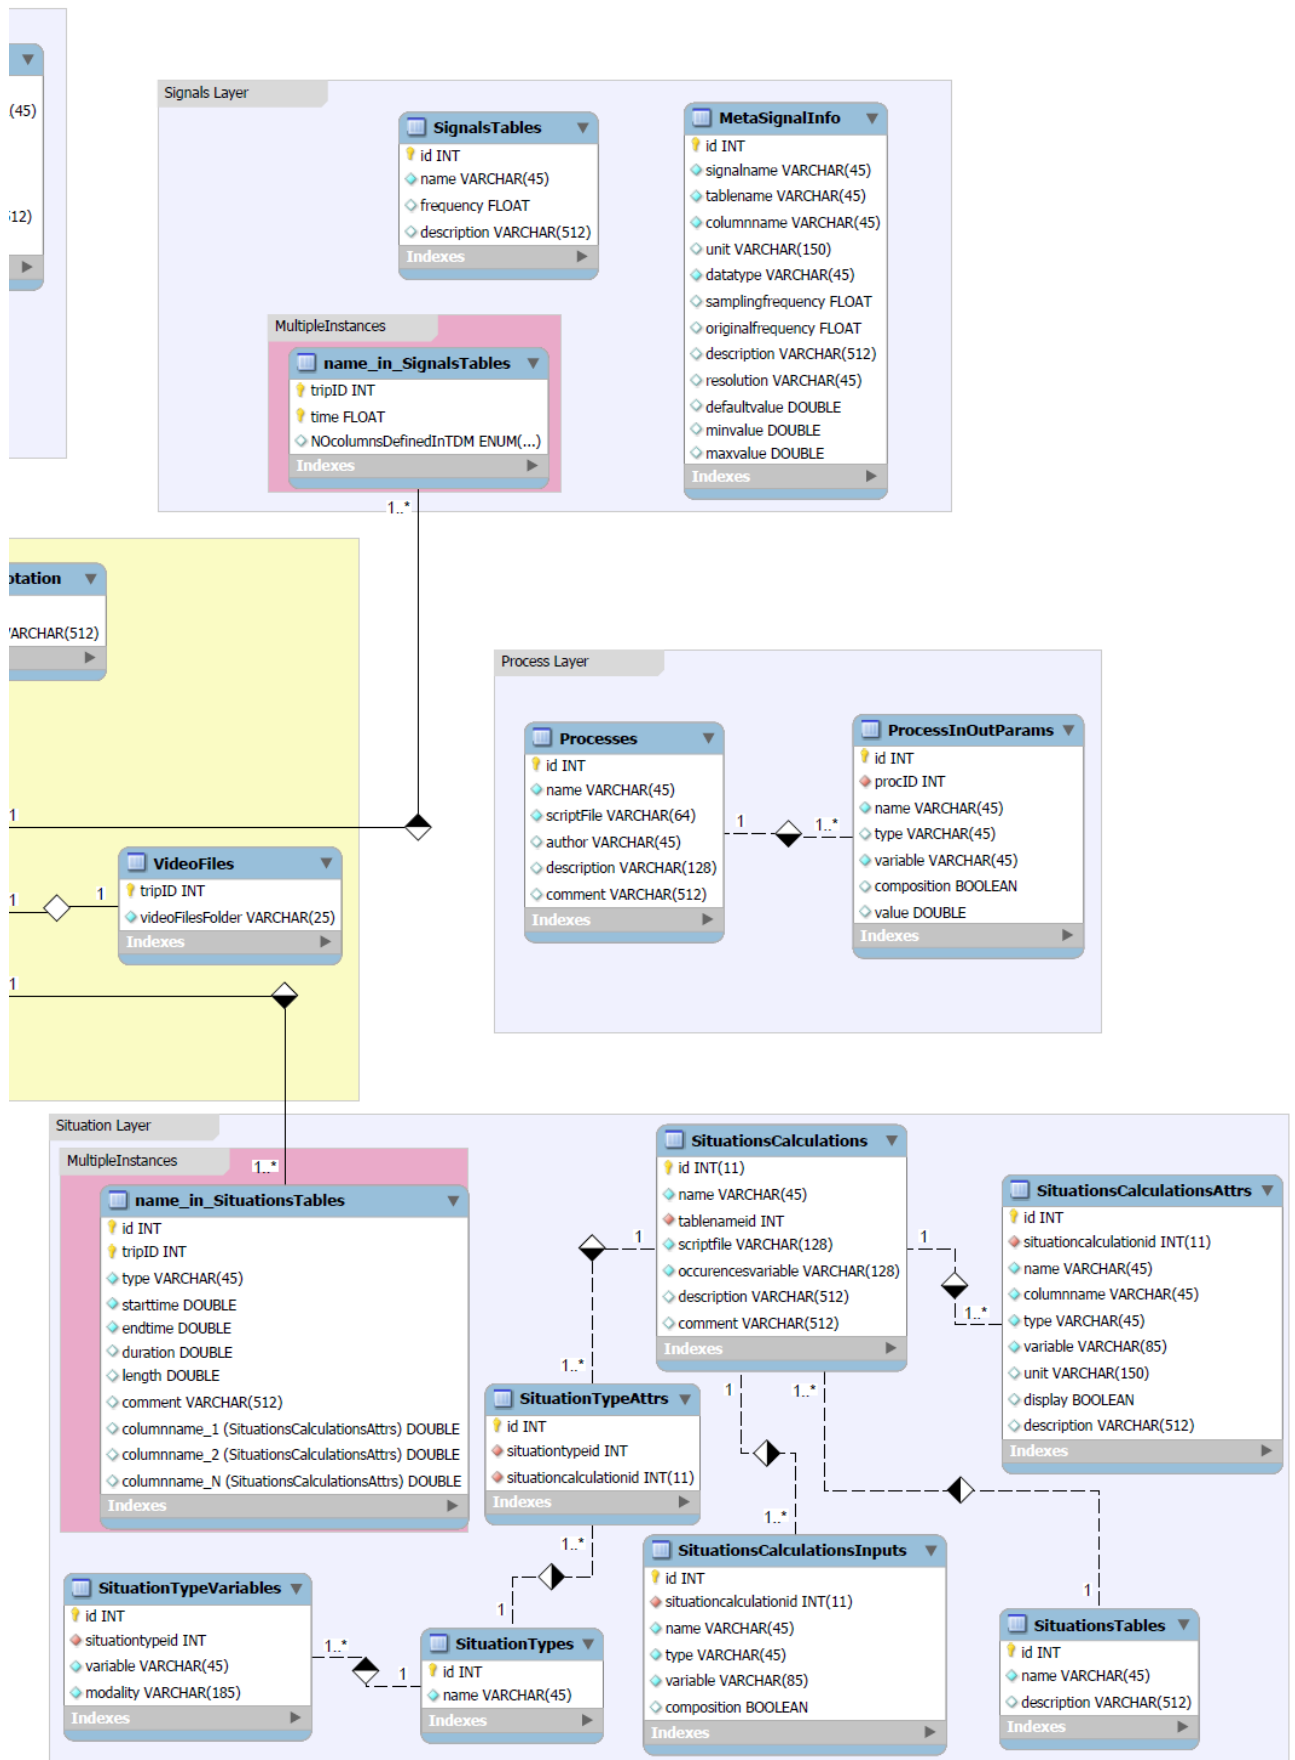 (45)
512)
Signals Layer
SignalsTables
id INT
name VARCHAR(45)
frequency FLOAT
description VARCHAR(512)
Indexes
MetaSignalInfo
id INT
signalname VARCHAR(45)
tablename VARCHAR(45)
columnname VARCHAR(45)
unit VARCHAR(150)
datatype VARCHAR(45)
samplingfrequency FLOAT
originalfrequency FLOAT
description VARCHAR(512)
resolution VARCHAR(45)
defaultvalue DOUBLE
minvalue DOUBLE
maxvalue DOUBLE
Indexes
MultipleInstances
name_in_SignalsTables
tripID INT
time FLOAT
NOcolumnsDefinedInTDM ENUM(...)
Indexes
1..*
otation
VARCHAR(512)
1
VideoFiles
tripID INT
videoFilesFolder VARCHAR(25)
Indexes
1
1
1
Process Layer
Processes
id INT
name VARCHAR(45)
scriptFile VARCHAR(64)
author VARCHAR(45)
description VARCHAR(128)
comment VARCHAR(512)
Indexes
1
1..*
ProcessInOutParams
id INT
procID INT
name VARCHAR(45)
type VARCHAR(45)
variable VARCHAR(45)
composition BOOLEAN
value DOUBLE
Indexes
Situation Layer
MultipleInstances
1..*
name_in_SituationsTables
id INT
tripID INT
type VARCHAR(45)
starttime DOUBLE
endtime DOUBLE
duration DOUBLE
length DOUBLE
comment VARCHAR(512)
columnname_1 (SituationsCalculationsAttrs) DOUBLE
columnname_2 (SituationsCalculationsAttrs) DOUBLE
columnname_N (SituationsCalculationsAttrs) DOUBLE
Indexes
SituationsCalculations
id INT(11)
name VARCHAR(45)
tablenameid INT
scriptfile VARCHAR(128)
occurencesvariable VARCHAR(128)
description VARCHAR(512)
comment VARCHAR(512)
Indexes
1
1
1..*
SituationsCalculationsAttrs
id INT
situationcalculationid INT(11)
name VARCHAR(45)
columnname VARCHAR(45)
type VARCHAR(45)
variable VARCHAR(85)
unit VARCHAR(150)
display BOOLEAN
description VARCHAR(512)
Indexes
1..*
1
1..*
SituationTypeAttrs
id INT
situationtypeid INT
situationcalculationid INT(11)
Indexes
1..*
1..*
1
1
SituationsCalculationsInputs
id INT
situationcalculationid INT(11)
name VARCHAR(45)
type VARCHAR(45)
variable VARCHAR(85)
composition BOOLEAN
Indexes
SituationTypeVariables
id INT
situationtypeid INT
variable VARCHAR(45)
modality VARCHAR(185)
Indexes
1..*
1
SituationTypes
id INT
name VARCHAR(45)
Indexes
SituationsTables
id INT
name VARCHAR(45)
description VARCHAR(512)
Indexes